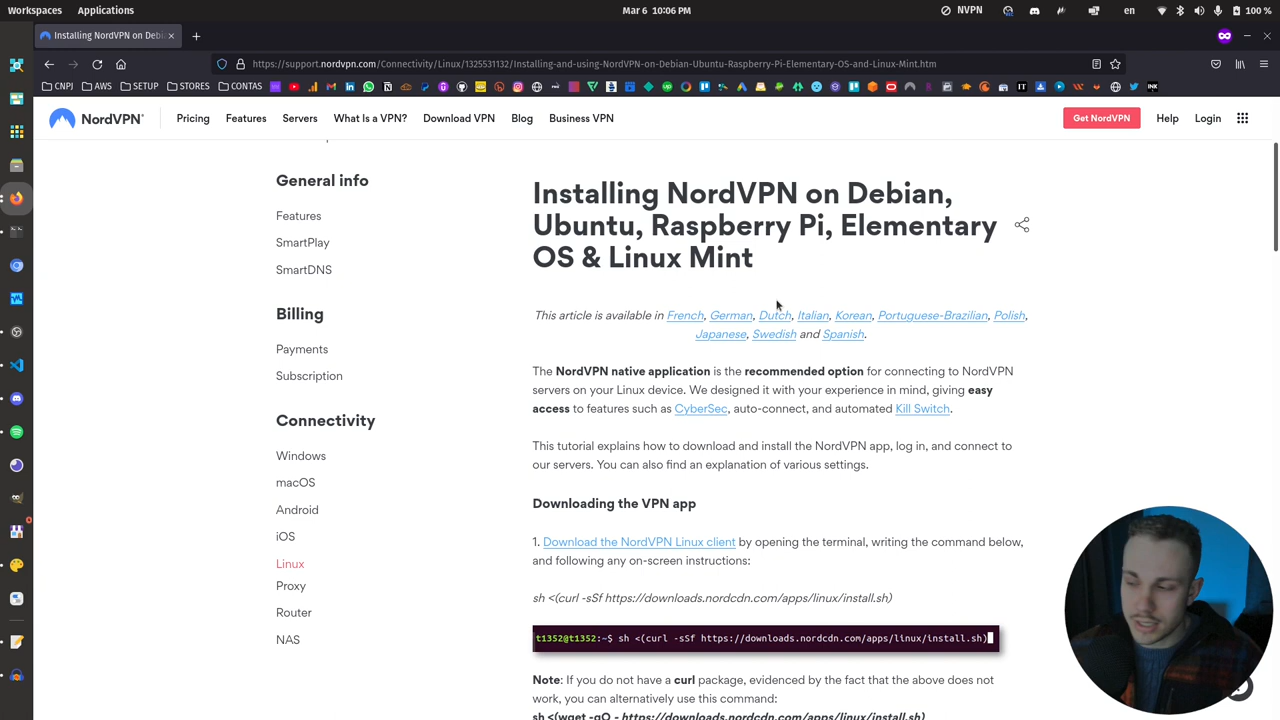 Workspaces
Applications
Mar 6  10:06 PM
NVPN
en
100 %
Installing NordVPN on Debi
https://support.nordvpn.com/Connectivity/Linux/1325531132/Installing-and-using-NordVPN-on-Debian-Ubuntu-Raspberry-Pi-Elementary-OS-and-Linux-Mint.htm
CNPJ
AWS
SETUP
STORES
CONTAS
NordVPN®
Pricing
Features
Servers
What Is a VPN?
Download VPN
Blog
Business VPN
Get NordVPN
Help
Login
General info
Features
SmartPlay
SmartDNS
Billing
Payments
Subscription
Connectivity
Windows
macOS
Android
iOS
Linux
Proxy
Router
NAS
Installing NordVPN on Debian,
Ubuntu, Raspberry Pi, Elementary
OS & Linux Mint
This article is available in French, German, Dutch, Italian, Korean, Portuguese-Brazilian, Polish,
Japanese, Swedish and Spanish.
The NordVPN native application is the recommended option for connecting to NordVPN
servers on your Linux device. We designed it with your experience in mind, giving easy
access to features such as CyberSec, auto-connect, and automated Kill Switch.
This tutorial explains how to download and install the NordVPN app, log in, and connect to
our servers. You can also find an explanation of various settings.
Downloading the VPN app
1. Download the NordVPN Linux client by opening the terminal, writing the command below,
and following any on-screen instructions:
sh <(curl -sSf https://downloads.nordcdn.com/apps/linux/install.sh)
t1352@t1352:~$ sh <(curl -sSf https://downloads.nordcdn.com/apps/linux/install.sh)
Note: If you do not have a curl package, evidenced by the fact that the above does not
work, you can alternatively use this command:
sh <(wget -qO - https://downloads.nordcdn.com/apps/linux/install.sh)